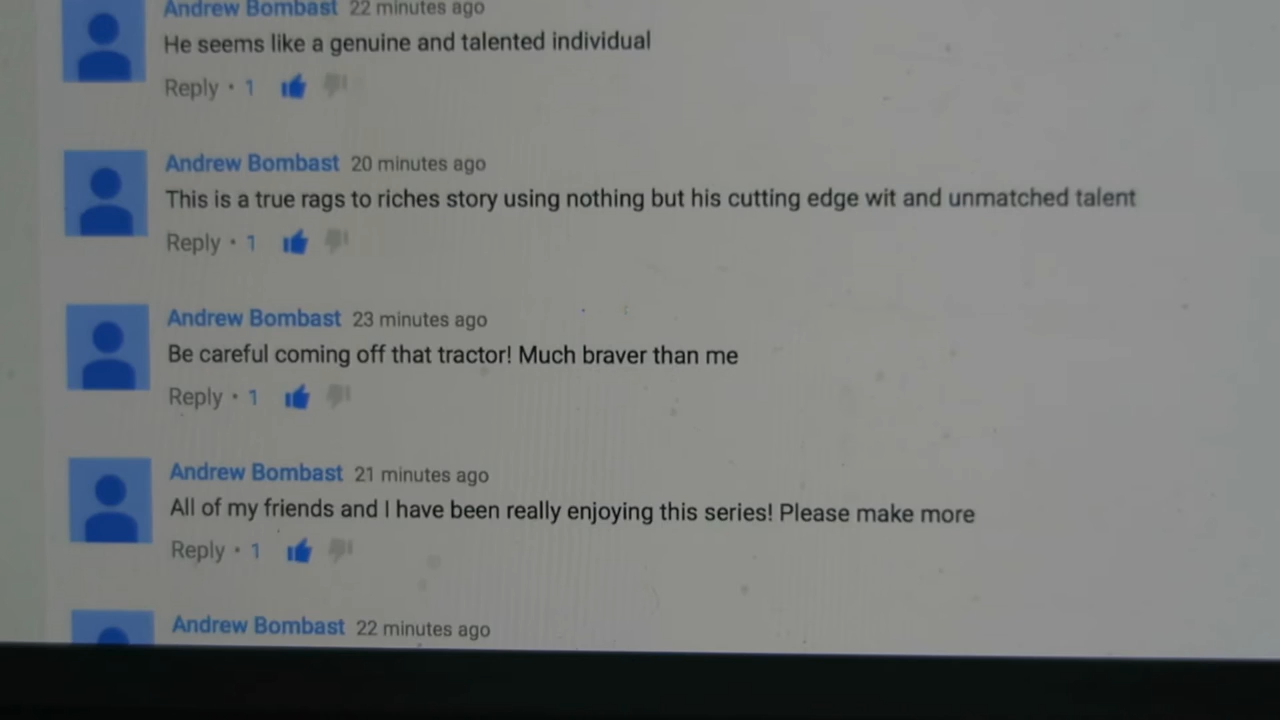 Andrew Bombast 22 minutes ago
He seems like a genuine and talented individual
Reply • 1
Andrew Bombast 20 minutes ago
This is a true rags to riches story using nothing but his cutting edge wit and unmatched talent
Reply • 1
Andrew Bombast 23 minutes ago
Be careful coming off that tractor! Much braver than me
Reply • 1
Andrew Bombast 21 minutes ago
All of my friends and I have been really enjoying this series! Please make more
Reply • 1
Andrew Bombast 22 minutes ago